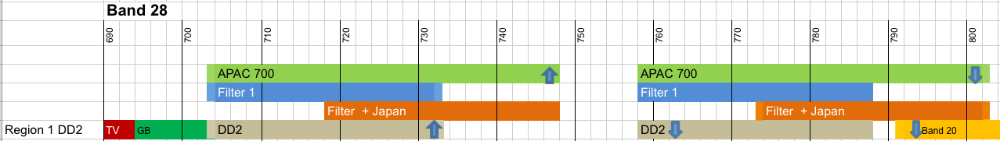 Band 28
690 700 710 720 730 740 750 760 770 780 790 800
APAC 700 APAC 700
Filter 1 Filter 1
Filter + Japan Filter + Japan
Region 1 DD2 TV GB DD2 DD2 Band 20